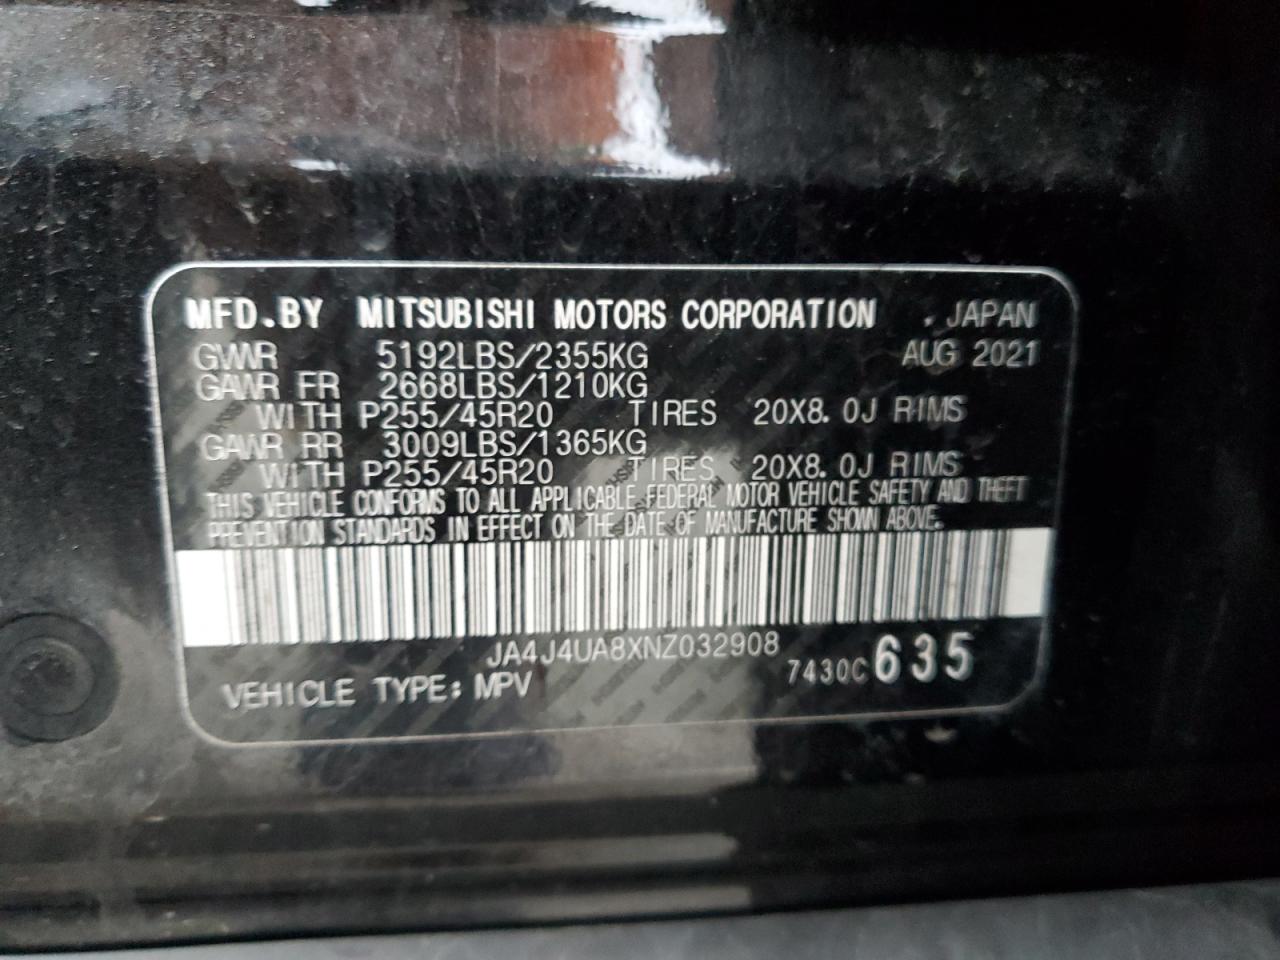 MFD.BY MITSUBISHI MOTORS CORPORATION . JAPAN
GVWR 5192LBS/2355KG AUG 2021
GAWR FR 2668LBS/1210KG
WITH P255/45R20 TIRES 20X8.0J RIMS
GAWR RR 3009LBS/1365KG
WITH P255/45R20 TIRES 20X8.0J RIMS
THIS VEHICLE CONFORMS TO ALL APPLICABLE FEDERAL MOTOR VEHICLE SAFETY AND THEFT
PREVENTION STANDARDS IN EFFECT ON THE DATE OF MANUFACTURE SHOWN ABOVE.
JA4J4UA8XNZ032908
7430C 635
VEHICLE TYPE: MPV